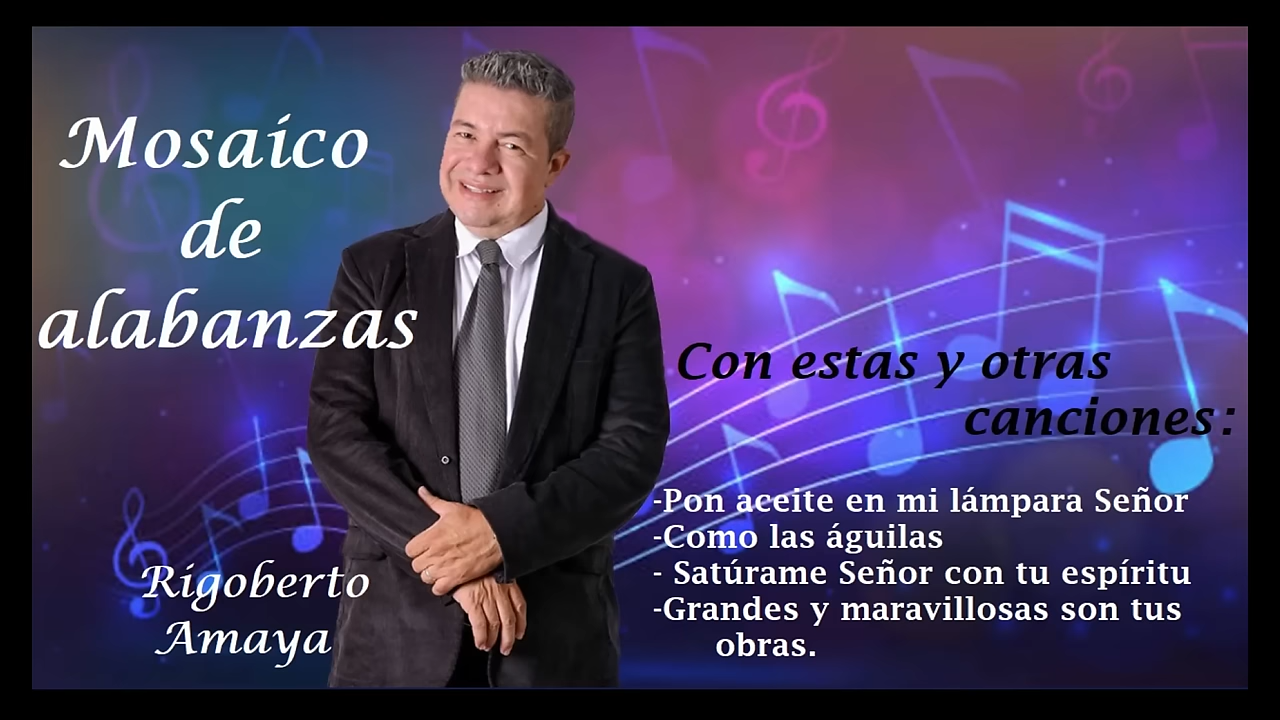 Mosaico
de
alabanzas
Rigoberto
Amaya
Con estas y otras
canciones:
-Pon aceite en mi lámpara Señor
-Como las águilas
- Satúrame Señor con tu espíritu
-Grandes y maravillosas son tus
obras.